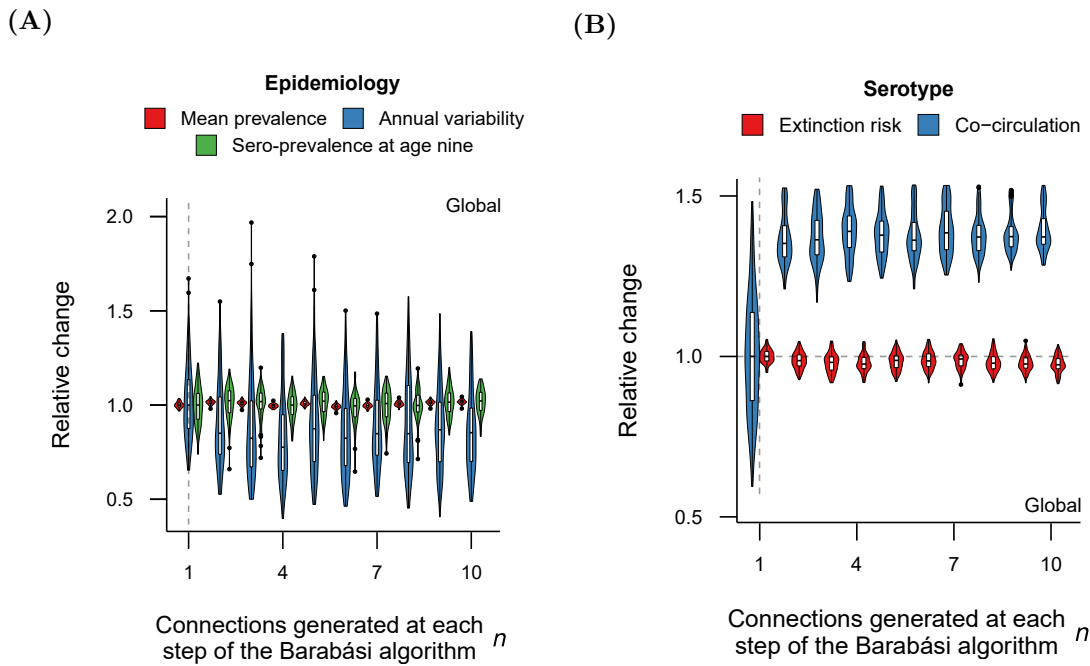 (A)
Epidemiology
Mean prevalence
Annual variability
Sero-prevalence at age nine
Global
2.0
1.5
1.0
0.5
Relative change
1
4
7
10
Connections generated at each
step of the Barabási algorithm n
(B)
Serotype
Extinction risk
Co-circulation
1.5
1.0
0.5
Relative change
Global
1
4
7
10
Connections generated at each
step of the Barabási algorithm n